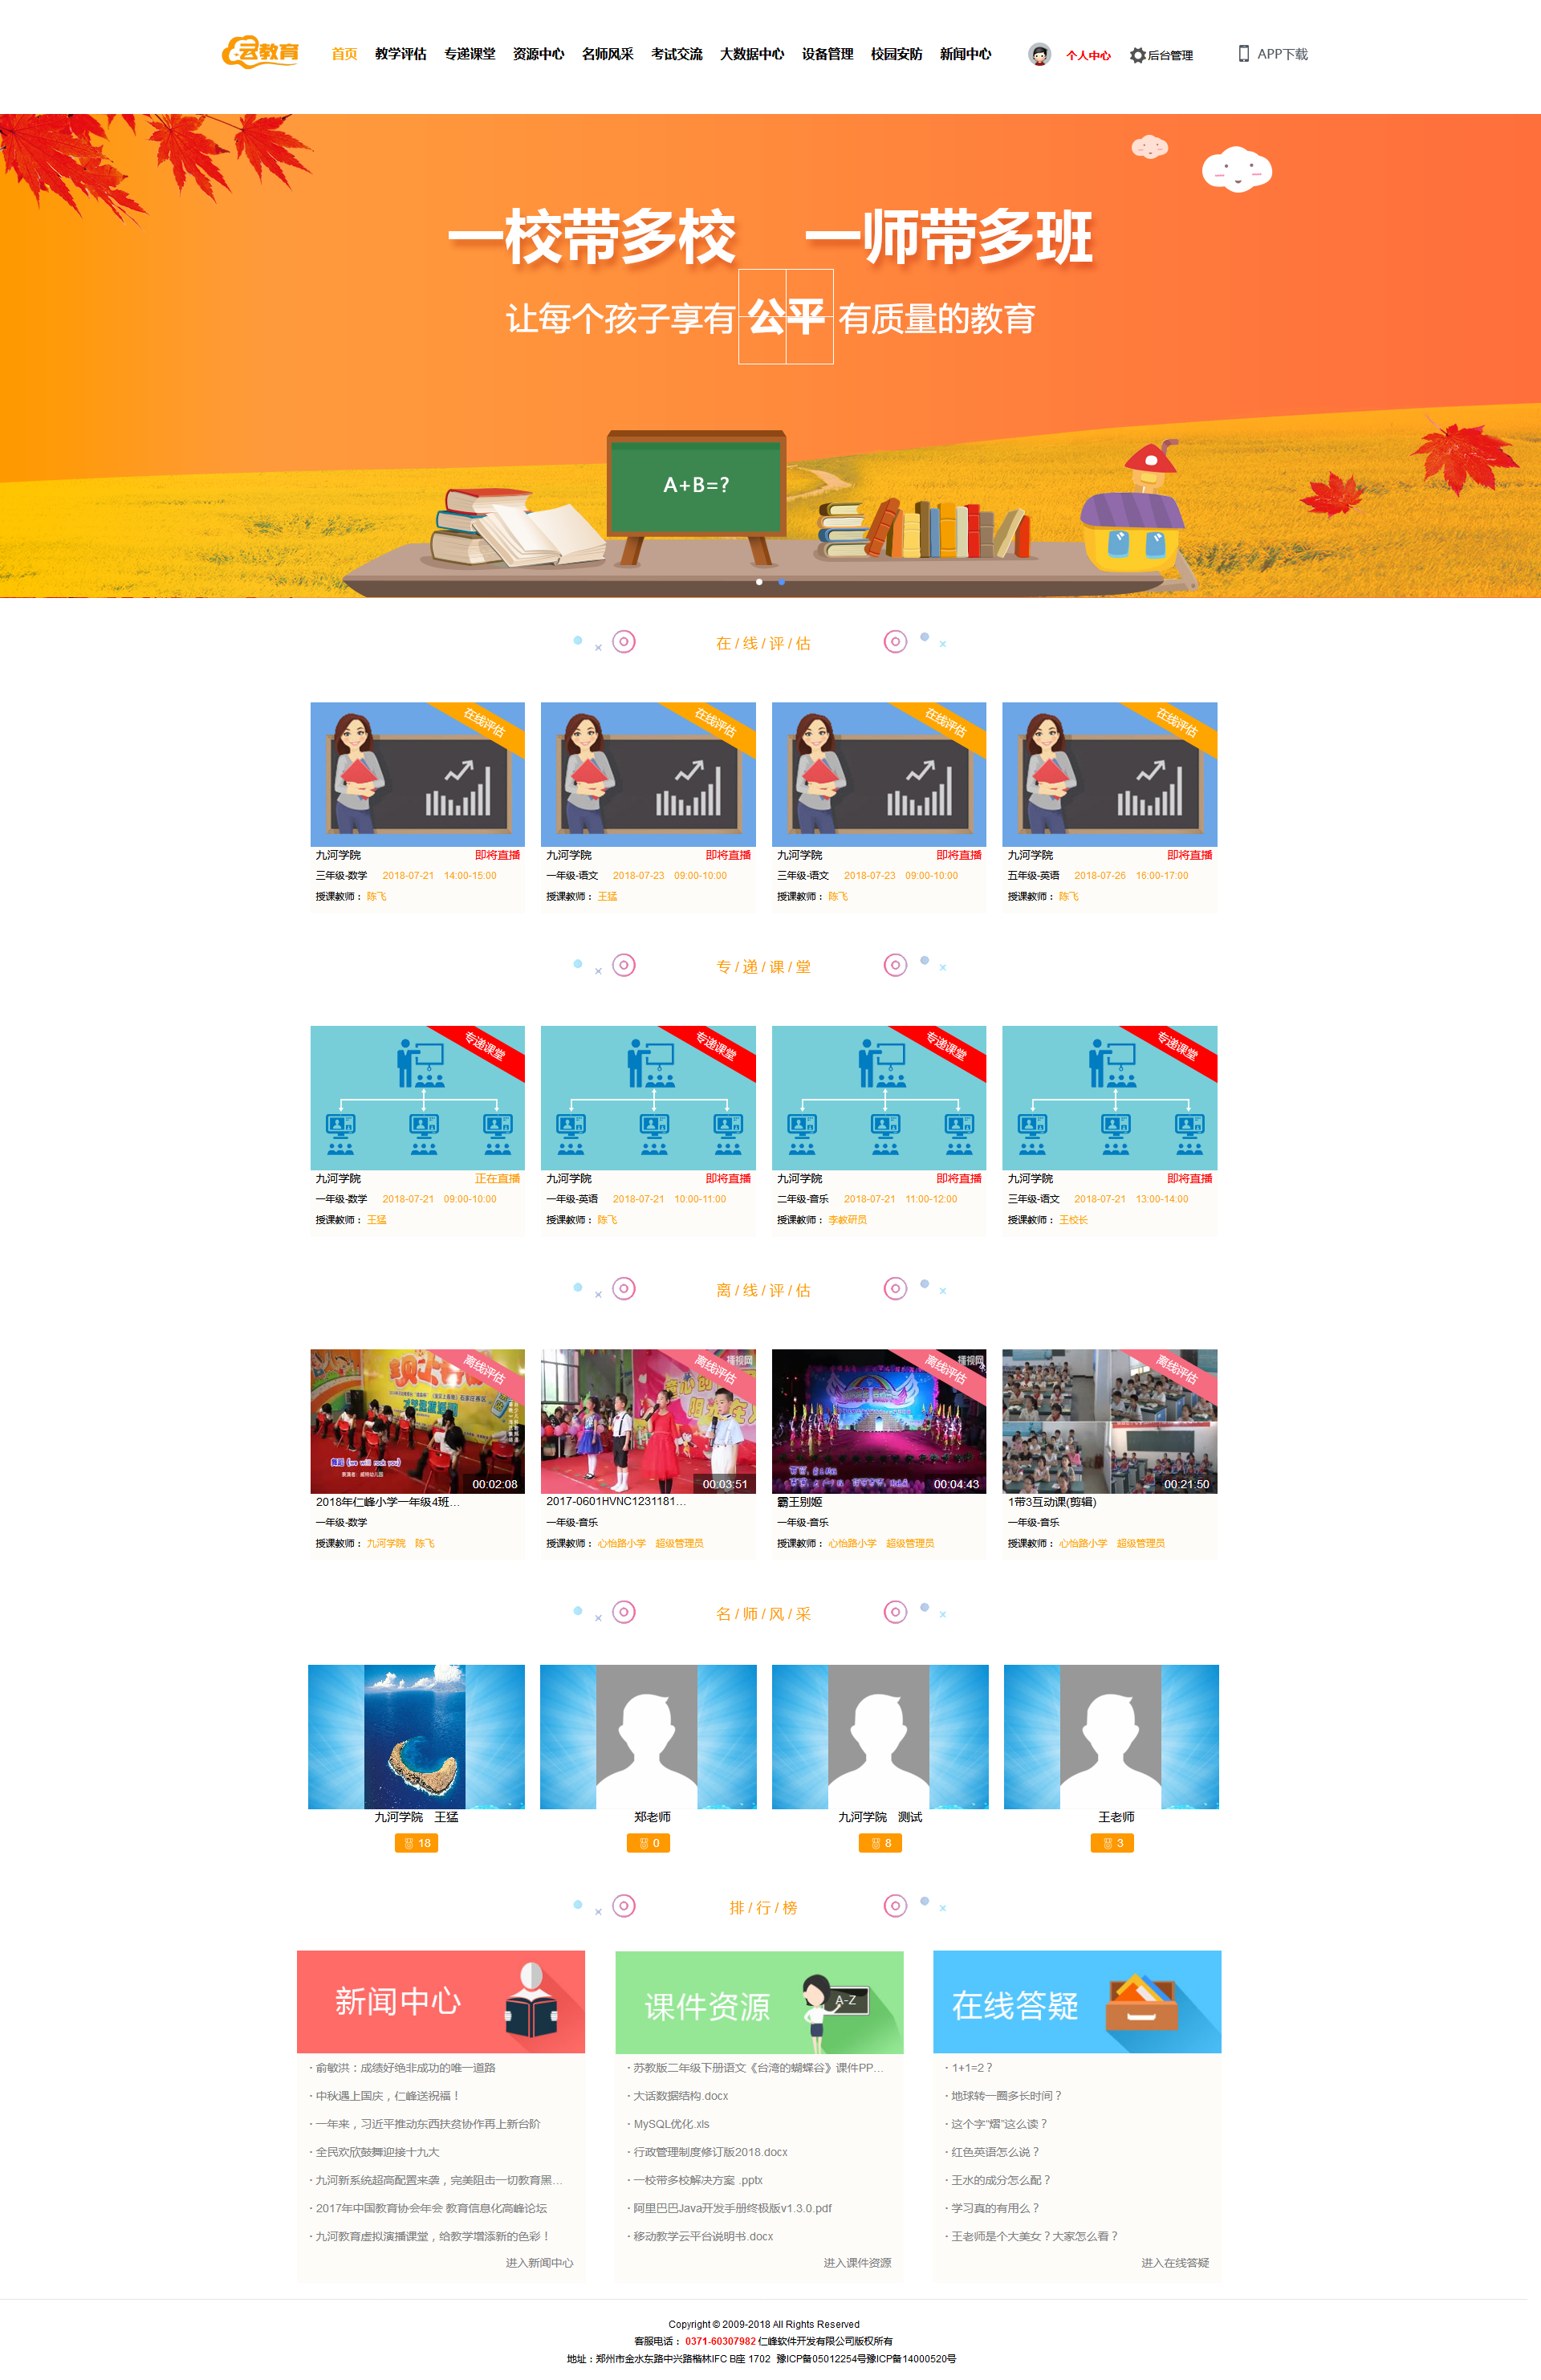 云教育 首页 教学评估 专递课堂 资源中心 名师风采 考试交流 大数据中心 设备管理 校园安防 新闻中心 个人中心 后台管理 APP下载
一校带多校 一师带多班
让每个孩子享有 公平 有质量的教育
A+B=?
在/线/评/估
在线评估 在线评估 在线评估 在线评估
九河学院 即将直播 九河学院 即将直播 九河学院 即将直播 九河学院 即将直播
三年级-数学 2018-07-21 14:00-15:00 一年级-语文 2018-07-23 09:00-10:00 三年级-语文 2018-07-23 09:00-10:00 五年级-英语 2018-07-26 16:00-17:00
授课教师： 陈飞 授课教师： 王猛 授课教师： 陈飞 授课教师： 陈飞
专/递/课/堂
专递课堂 专递课堂 专递课堂 专递课堂
九河学院 正在直播 九河学院 即将直播 九河学院 即将直播 九河学院 即将直播
一年级-数学 2018-07-21 09:00-10:00 一年级-英语 2018-07-21 10:00-11:00 二年级-音乐 2018-07-21 11:00-12:00 三年级-语文 2018-07-21 13:00-14:00
授课教师： 王猛 授课教师： 陈飞 授课教师： 李教研员 授课教师： 王校长
离/线/评/估
离线评估 离线评估 播视网 离线评估 播视网 离线评估
舞蹈《we will rock you》
00:02:08 00:03:51 00:04:43 00:21:50
2018年仁峰小学一年级4班... 2017-0601HVNC1231181... 霸王别姬 1带3互动课(剪辑)
一年级-数学 一年级-音乐 一年级-音乐 一年级-音乐
授课教师： 九河学院 陈飞 授课教师： 心怡路小学 超级管理员 授课教师： 心怡路小学 超级管理员 授课教师： 心怡路小学 超级管理员
名/师/风/采
九河学院 王猛 郑老师 九河学院 测试 王老师
18 0 8 3
排/行/榜
新闻中心 课件资源 A-Z 在线答疑
· 俞敏洪：成绩好绝非成功的唯一道路 · 苏教版二年级下册语文《台湾的蝴蝶谷》课件PP... · 1+1=2？
· 中秋遇上国庆，仁峰送祝福！ · 大话数据结构.docx · 地球转一圈多长时间？
· 一年来，习近平推动东西扶贫协作再上新台阶 · MySQL优化.xls · 这个字“熠”这么读？
· 全民欢欣鼓舞迎接十九大 · 行政管理制度修订版2018.docx · 红色英语怎么说？
· 九河新系统超高配置来袭，完美阻击一切教育黑... · 一校带多校解决方案 .pptx · 王水的成分怎么配？
· 2017年中国教育协会年会 教育信息化高峰论坛 · 阿里巴巴Java开发手册终极版v1.3.0.pdf · 学习真的有用么？
· 九河教育虚拟演播课堂，给教学增添新的色彩！ · 移动教学云平台说明书.docx · 王老师是个大美女？大家怎么看？
进入新闻中心 进入课件资源 进入在线答疑
Copyright © 2009-2018 All Rights Reserved
客服电话： 0371-60307982 仁峰软件开发有限公司版权所有
地址：郑州市金水东路中兴路楷林IFC B座 1702 豫ICP备05012254号豫ICP备14000520号